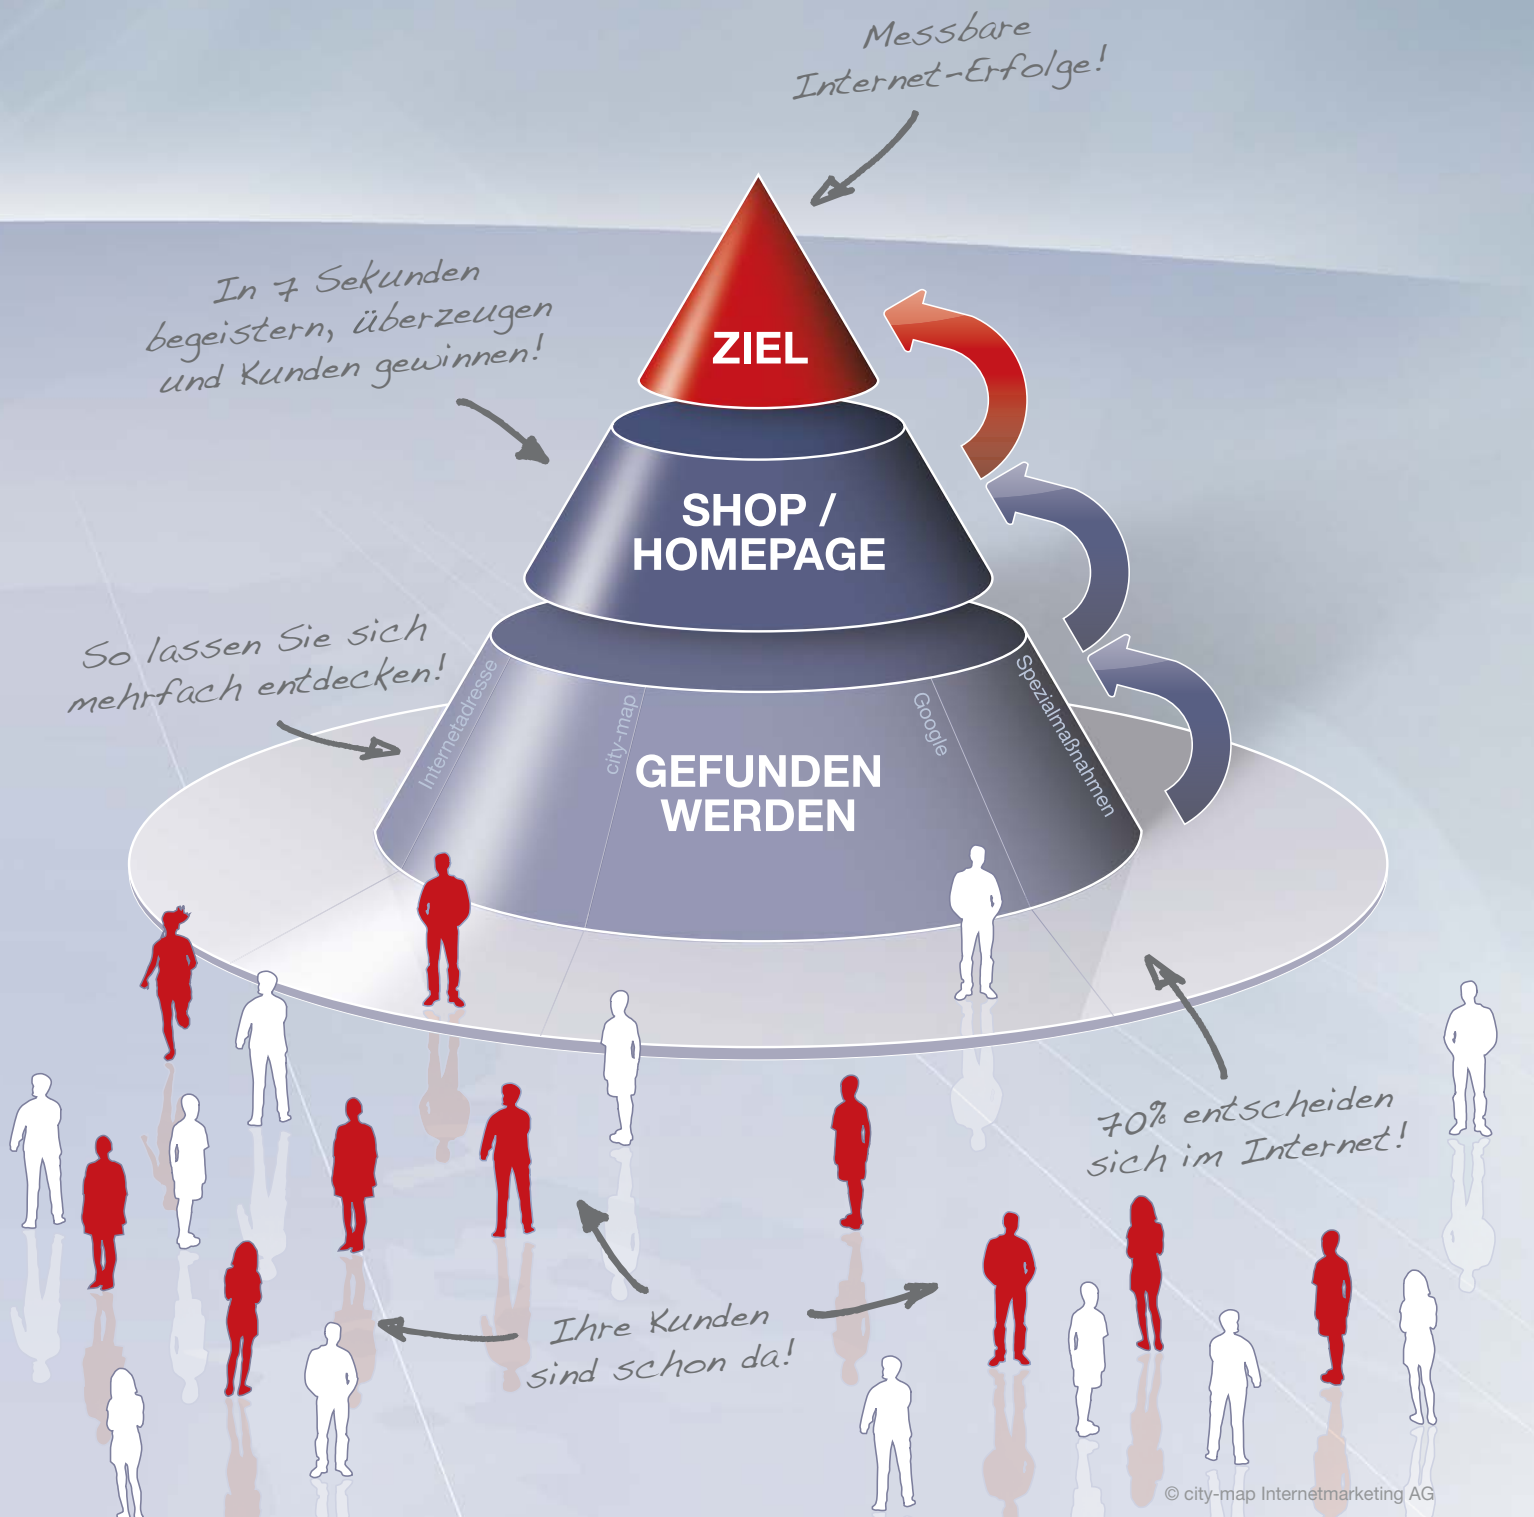 Messbare
Internet-Erfolge!
In 7 Sekunden
begeistern, überzeugen
und Kunden gewinnen!
ZIEL
SHOP /
HOMEPAGE
So lassen Sie sich
mehrfach entdecken!
Internetadresse
city-map
Google
Spezialmaßnahmen
GEFUNDEN
WERDEN
70% entscheiden
sich im Internet!
Ihre Kunden
sind schon da!
© city-map Internetmarketing AG